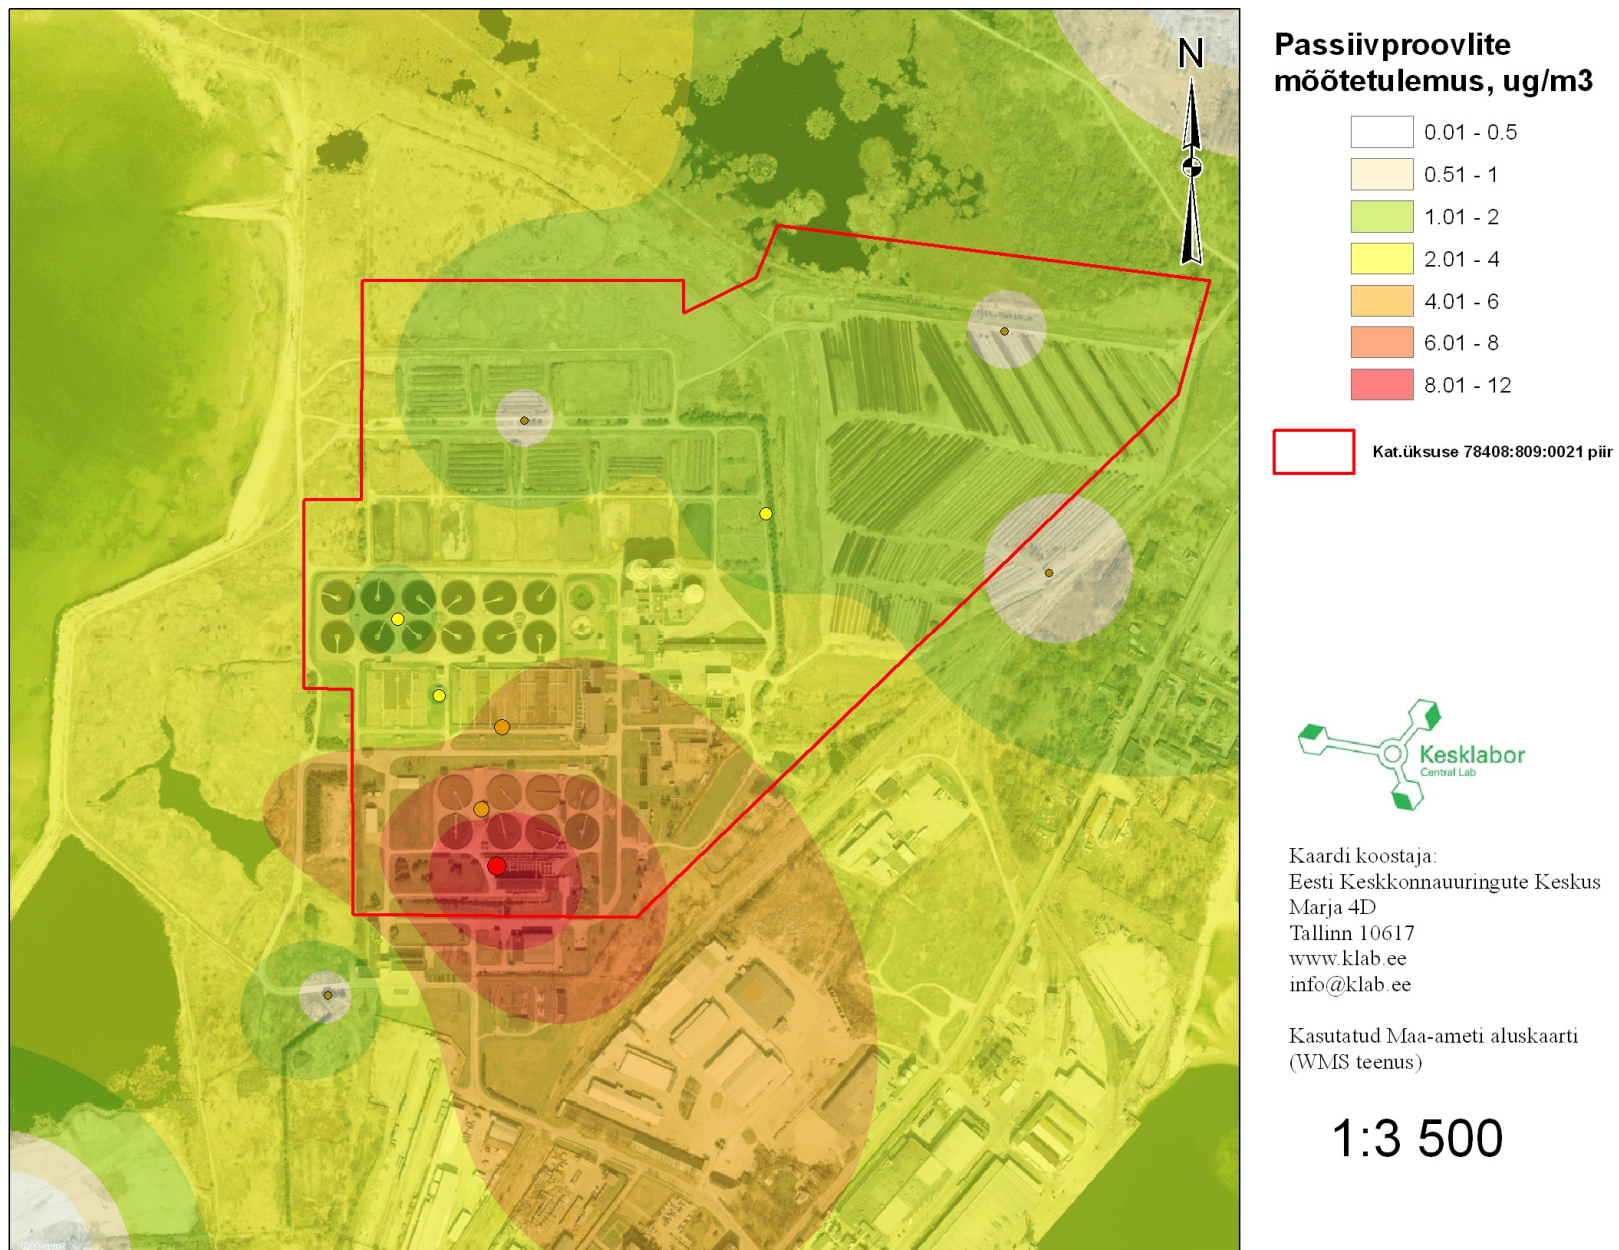 N
Passiivproovlite
mõõtetulemus, ug/m3
0.01 - 0.5
0.51 - 1
1.01 - 2
2.01 - 4
4.01 - 6
6.01 - 8
8.01 - 12
Kat.üksuse 78408:809:0021 piir
Kesklabor
Central Lab
Kaardi koostaja:
Eesti Keskkonnauuringute Keskus
Marja 4D
Tallinn 10617
www.klab.ee
info@klab.ee
Kasutatud Maa-ameti aluskaarti
(WMS teenus)
1:3 500